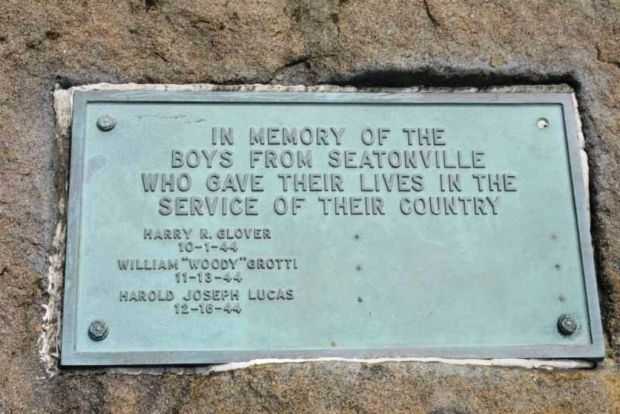 IN MEMORY OF THE
BOYS FROM SEATONVILLE
WHO GAVE THEIR LIVES IN THE
SERVICE OF THEIR COUNTRY
HARRY N. GLOVER
10-1-44
WILLIAM "WOODY" GROTTI
11-13-44
HAROLD JOSEPH LUCAS
12-16-44